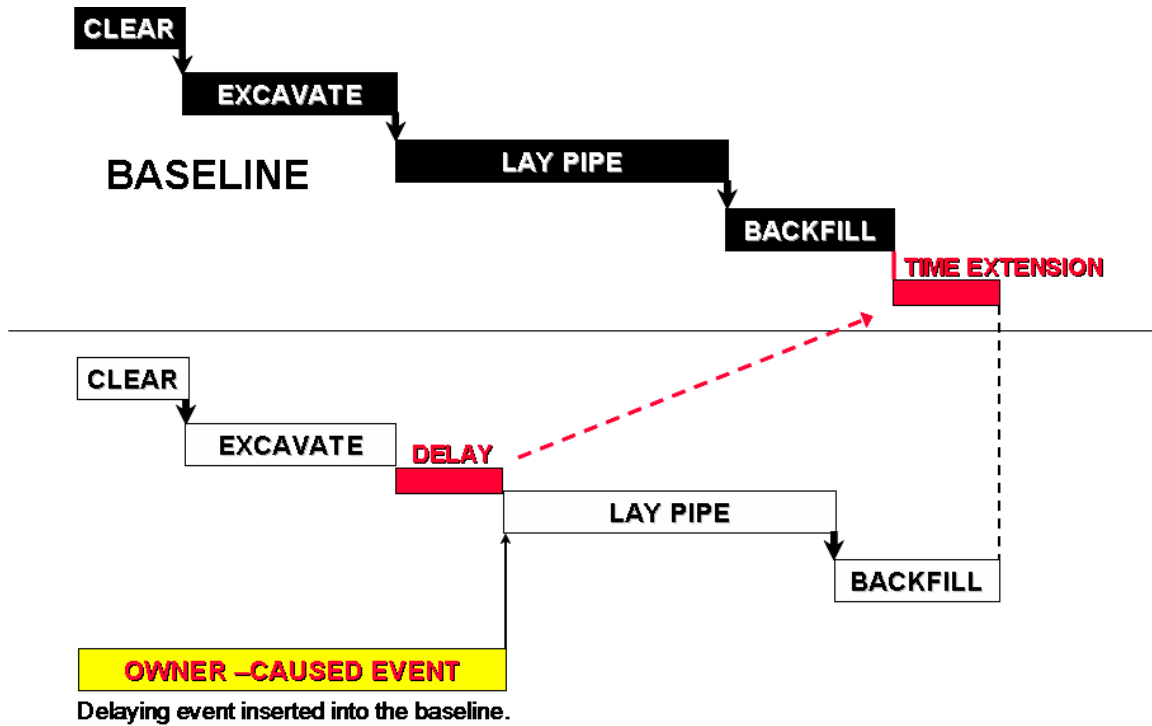 CLEAR
EXCAVATE
LAY PIPE
BASELINE
BACKFILL
TIME EXTENSION
CLEAR
EXCAVATE
DELAY
LAY PIPE
BACKFILL
OWNER –CAUSED EVENT
Delaying event inserted into the baseline.